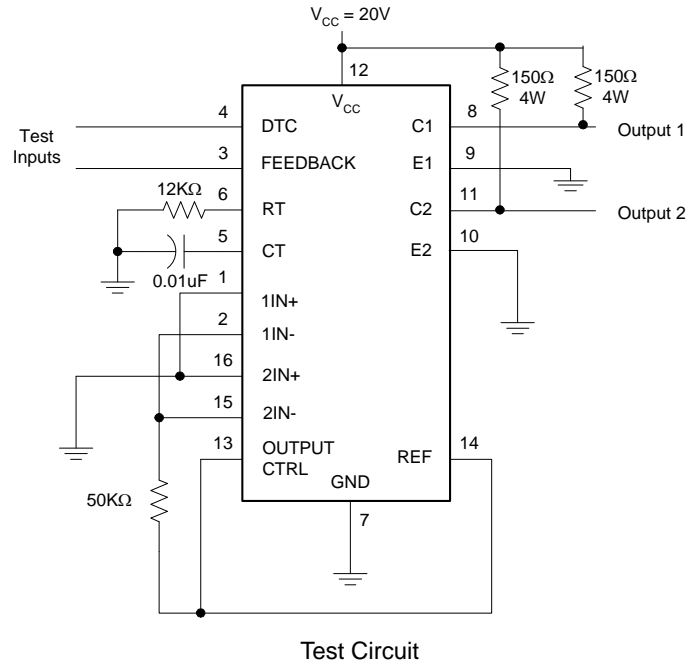 VCC = 20V
12
VCC
150Ω
4W
150Ω
4W
Test
Inputs
4
DTC
C1
8
Output 1
3
FEEDBACK
E1
9
12KΩ
6
RT
C2
11
Output 2
5
CT
E2
10
0.01uF
1
1IN+
2
1IN-
16
2IN+
15
2IN-
13
OUTPUT
CTRL
REF
14
50KΩ
GND
7
Test Circuit